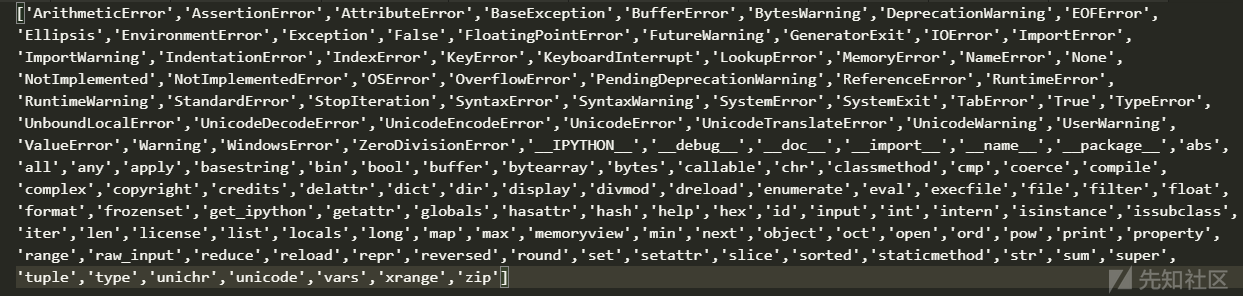 ['ArithmeticError','AssertionError','AttributeError','BaseException','BufferError','BytesWarning','DeprecationWarning','EOFError',
'Ellipsis','EnvironmentError','Exception','False','FloatingPointError','FutureWarning','GeneratorExit','IOError','ImportError',
'ImportWarning','IndentationError','IndexError','KeyError','KeyboardInterrupt','LookupError','MemoryError','NameError','None',
'NotImplemented','NotImplementedError','OSError','OverflowError','PendingDeprecationWarning','ReferenceError','RuntimeError',
'RuntimeWarning','StandardError','StopIteration','SyntaxError','SyntaxWarning','SystemError','SystemExit','TabError','True','TypeError',
'UnboundLocalError','UnicodeDecodeError','UnicodeEncodeError','UnicodeError','UnicodeTranslateError','UnicodeWarning','UserWarning',
'ValueError','Warning','WindowsError','ZeroDivisionError','__IPYTHON__','__debug__','__doc__','__import__','__name__','__package__','abs',
'all','any','apply','basestring','bin','bool','buffer','bytearray','bytes','callable','chr','classmethod','cmp','coerce','compile',
'complex','copyright','credits','delattr','dict','dir','display','divmod','dreload','enumerate','eval','execfile','file','filter','float',
'format','frozenset','get_ipython','getattr','globals','hasattr','hash','help','hex','id','input','int','intern','isinstance','issubclass',
'iter','len','license','list','locals','long','map','max','memoryview','min','next','object','oct','open','ord','pow','print','property',
'range','raw_input','reduce','reload','repr','reversed','round','set','setattr','slice','sorted','staticmethod','str','sum','super',
'tuple','type','unichr','unicode','vars','xrange','zip']
先知社区